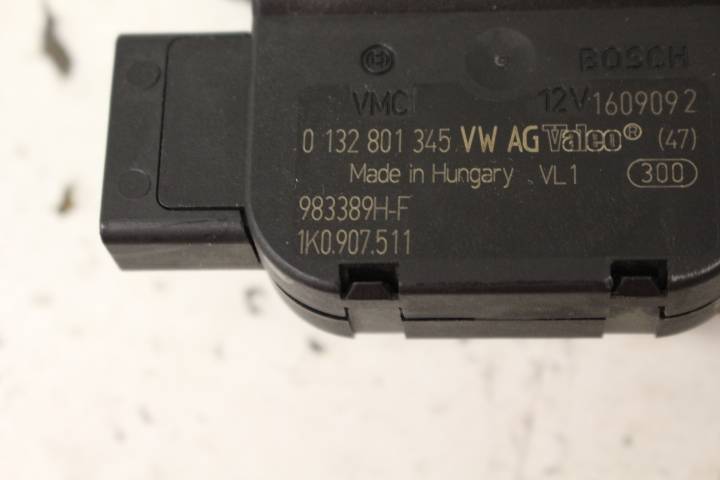 BOSCH
VMC 12V 1609092
0 132 801 345 VW AG Valeo® (47)
Made in Hungary VL1 300
983389H-F
1K0.907.511